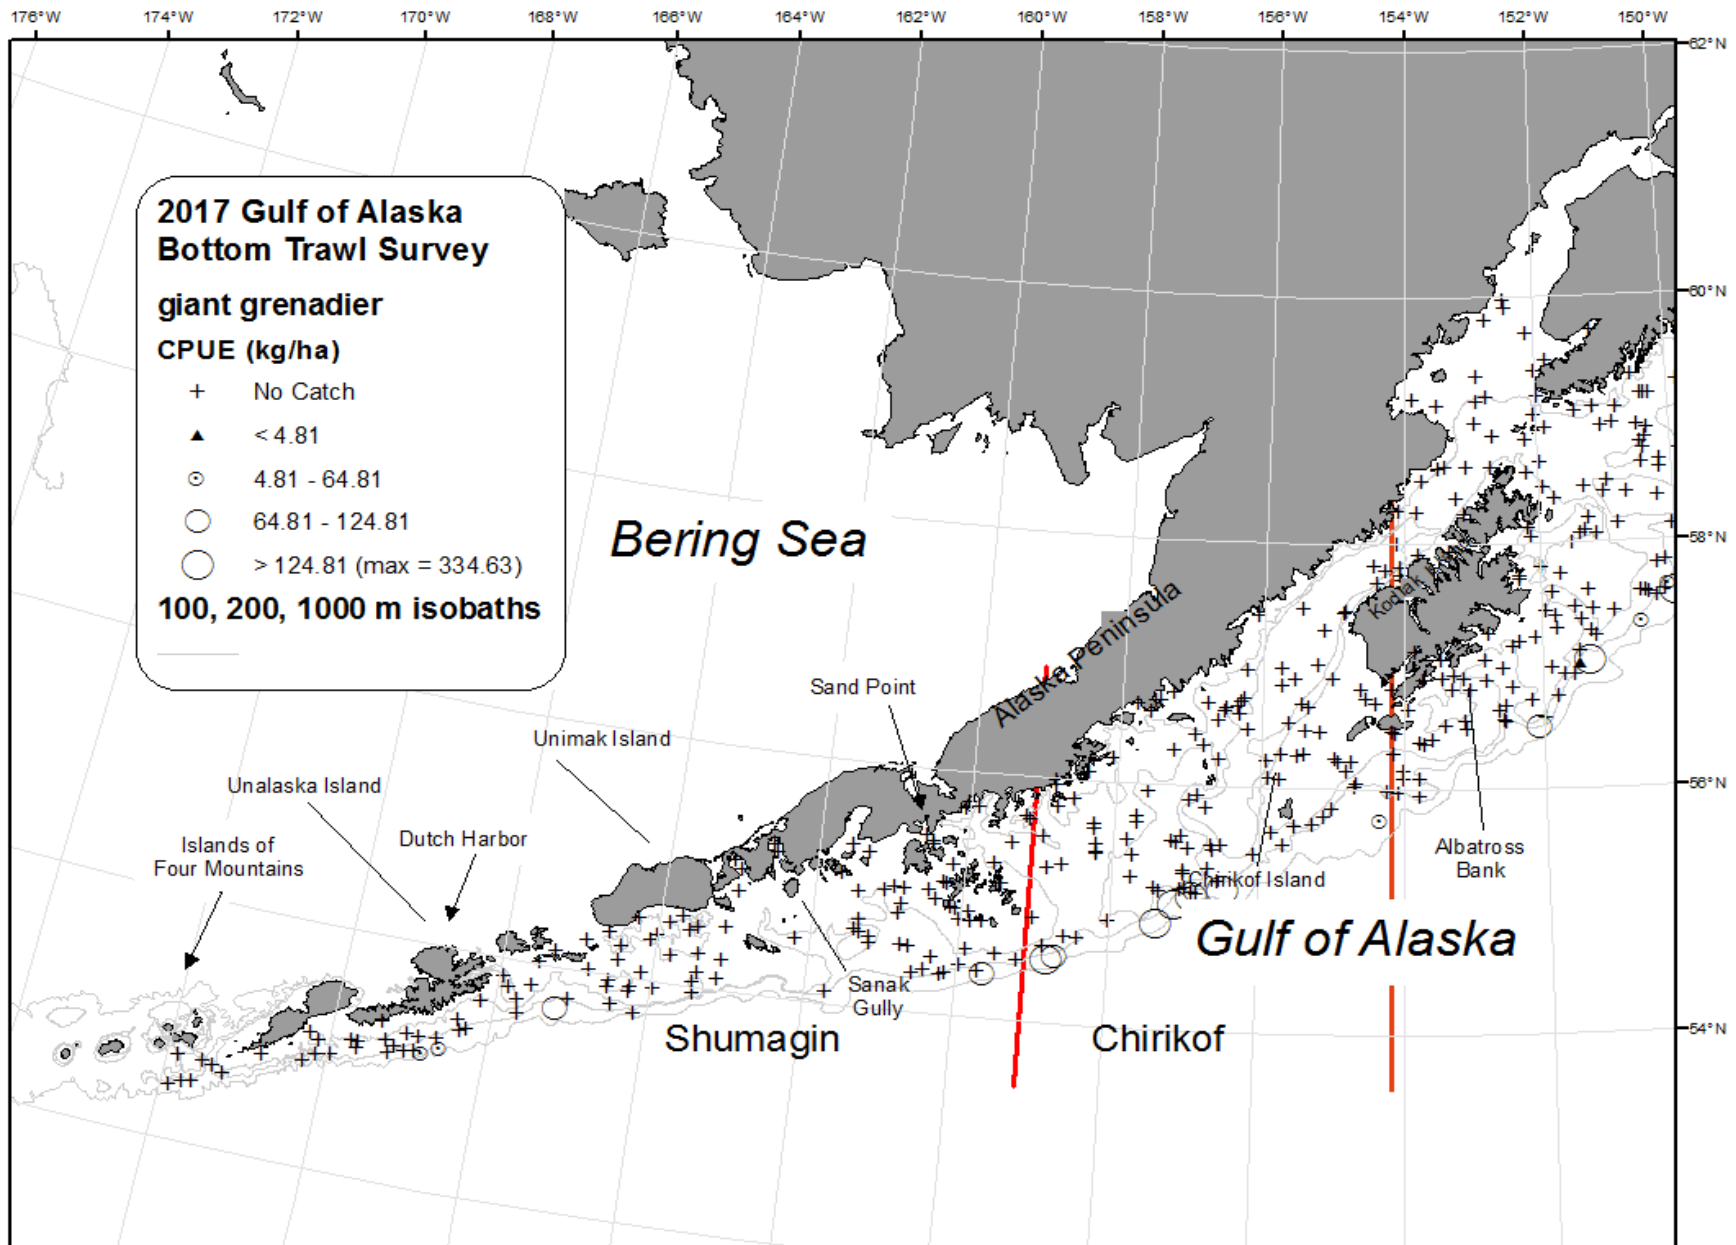 176°W 174°W 172°W 170°W 168°W 166°W 164°W 162°W 160°W 158°W 156°W 154°W 152°W 150°W
62°N
2017 Gulf of Alaska
Bottom Trawl Survey
giant grenadier
CPUE (kg/ha)
No Catch
< 4.81
4.81 - 64.81
64.81 - 124.81
> 124.81 (max = 334.63)
100, 200, 1000 m isobaths
60°N
Bering Sea
58°N
Kodiak
Alaska Peninsula
Sand Point
Unimak Island
Unalaska Island
56°N
Dutch Harbor
Islands of
Four Mountains
Albatross
Bank
Chirikof Island
Gulf of Alaska
Sanak
Gully
Shumagin
Chirikof
54°N